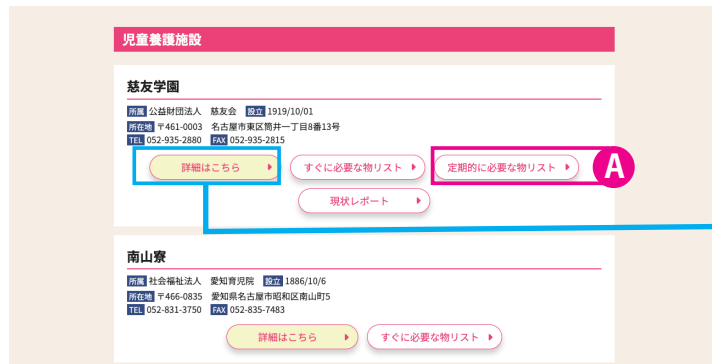 児童養護施設
慈友学園
所属 公益財団法人 慈友会 設立 1919/10/01
所在地 〒461-0003 名古屋市東区筒井一丁目8番13号
TEL 052-935-2880 FAX 052-935-2815
詳細はこちら すぐに必要な物リスト 定期的に必要な物リスト A
現状レポート
南山寮
所属 社会福祉法人 愛知育児院 設立 1886/10/6
所在地 〒466-0835 愛知県名古屋市昭和区南山町5
TEL 052-831-3750 FAX 052-835-7483
詳細はこちら すぐに必要な物リスト